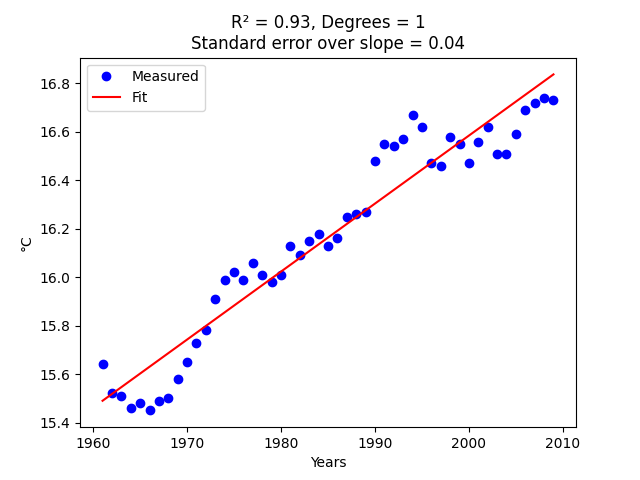 R² = 0.93, Degrees = 1
Standard error over slope = 0.04
Measured
Fit
°C
16.8
16.6
16.4
16.2
16.0
15.8
15.6
15.4
1960 1970 1980 1990 2000 2010
Years